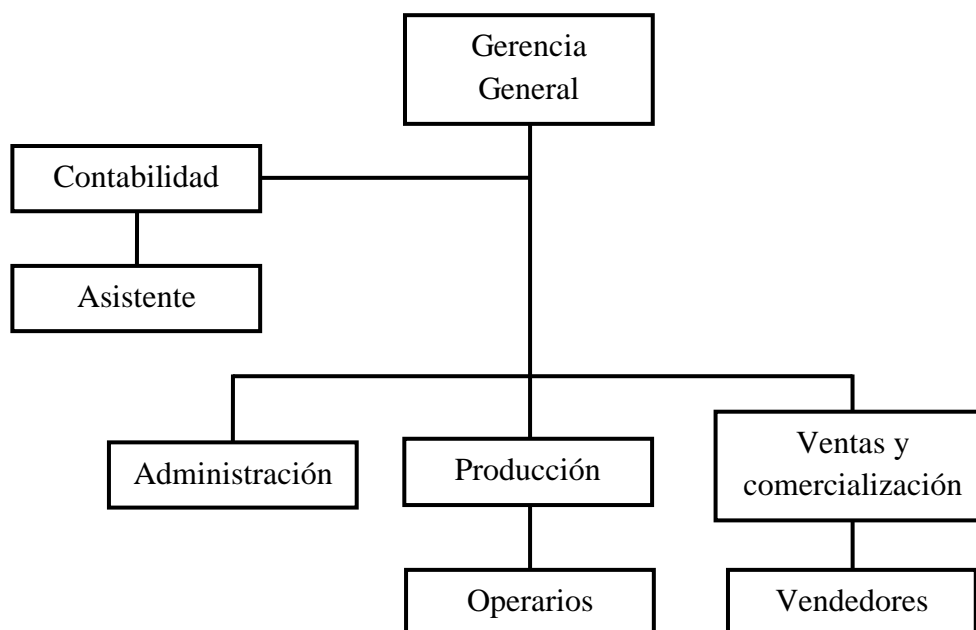 Gerencia
General
Contabilidad
Asistente
Administración
Producción
Ventas y
comercialización
Operarios
Vendedores